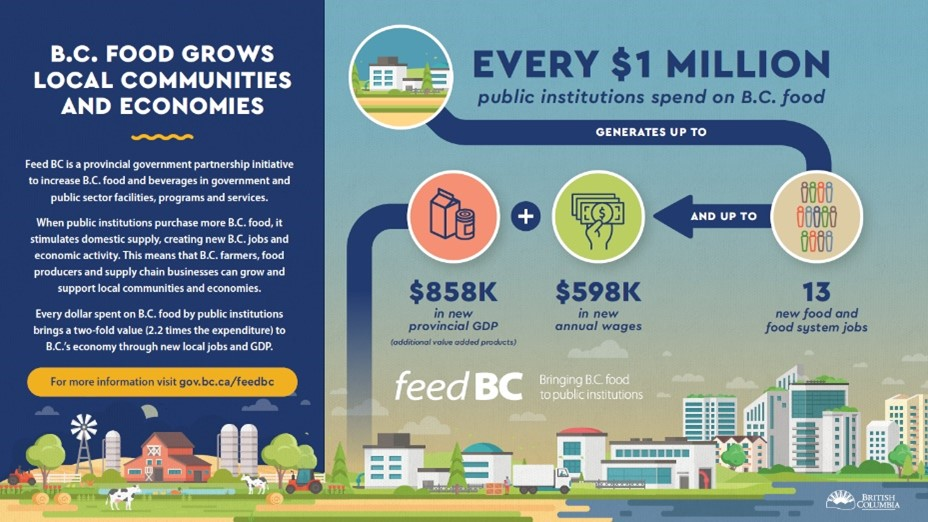 B.C. FOOD GROWS
LOCAL COMMUNITIES
AND ECONOMIES
Feed BC is a provincial government partnership initiative
to increase B.C. food and beverages in government and
public sector facilities, programs and services.
When public institutions purchase more B.C. food, it
stimulates domestic supply, creating new B.C. jobs and
economic activity. This means that B.C. farmers, food
producers and supply chain businesses can grow and
support local communities and economies.
Every dollar spent on B.C. food by public institutions
brings a two-fold value (2.2 times the expenditure) to
B.C.'s economy through new local jobs and GDP.
For more information visit gov.bc.ca/feedbc
EVERY $1 MILLION
public institutions spend on B.C. food
GENERATES UP TO
+
AND UP TO
$858K
in new
provincial GDP
(additional value added products)
$598K
in new
annual wages
13
new food and
food system jobs
feed BC
Bringing B.C. food
to public institutions
BRITISH
COLUMBIA